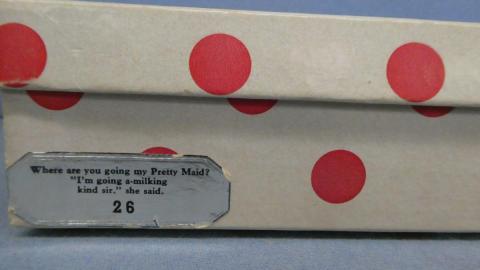 Where are you going my Pretty Maid?
"I'm going a-milking
kind sir," she said.
26